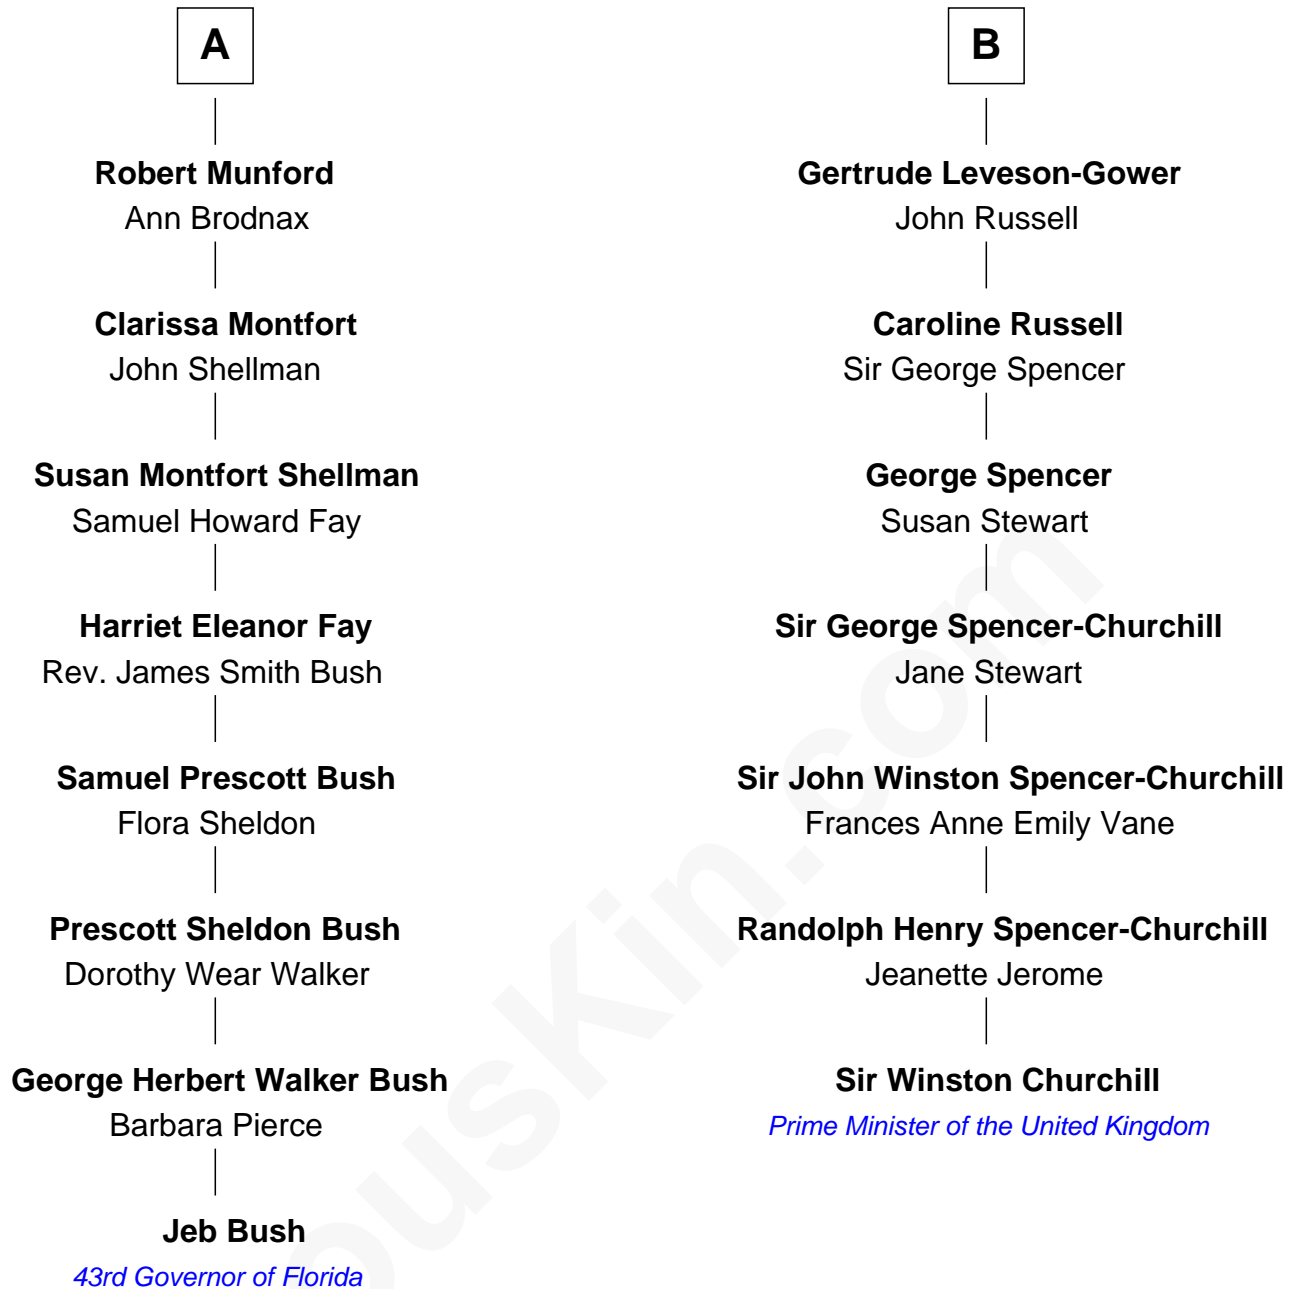 A
Robert Munford
Ann Brodnax
Clarissa Montfort
John Shellman
Susan Montfort Shellman
Samuel Howard Fay
Harriet Eleanor Fay
Rev. James Smith Bush
Samuel Prescott Bush
Flora Sheldon
Prescott Sheldon Bush
Dorothy Wear Walker
George Herbert Walker Bush
Barbara Pierce
Jeb Bush
43rd Governor of Florida
B
Gertrude Leveson-Gower
John Russell
Caroline Russell
Sir George Spencer
George Spencer
Susan Stewart
Sir George Spencer-Churchill
Jane Stewart
Sir John Winston Spencer-Churchill
Frances Anne Emily Vane
Randolph Henry Spencer-Churchill
Jeanette Jerome
Sir Winston Churchill
Prime Minister of the United Kingdom
ousKin.com